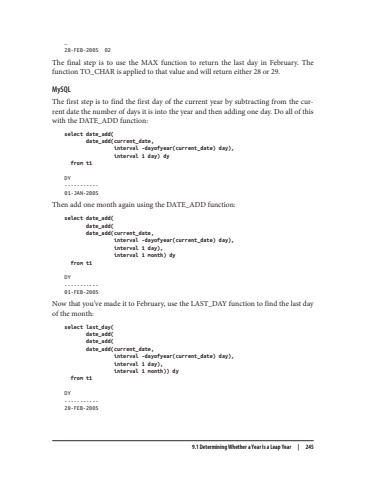 …
28-FEB-2005 02
The final step is to use the MAX function to return the last day in February. The
function TO_CHAR is applied to that value and will return either 28 or 29.
MySQL
The first step is to find the first day of the current year by subtracting from the cur-
rent date the number of days it is into the year and then adding one day. Do all of this
with the DATE_ADD function:
select date_add(
date_add(current_date,
interval -dayofyear(current_date) day),
interval 1 day) dy
from t1
DY
-----------
01-JAN-2005
Then add one month again using the DATE_ADD function:
select date_add(
date_add(
date_add(current_date,
interval -dayofyear(current_date) day),
interval 1 day),
interval 1 month) dy
from t1
DY
-----------
01-FEB-2005
Now that you've made it to February, use the LAST_DAY function to find the last day
of the month:
select last_day(
date_add(
date_add(
date_add(current_date,
interval -dayofyear(current_date) day),
interval 1 day),
interval 1 month)) dy
from t1
DY
-----------
28-FEB-2005
9.1 Determining Whether a Year Is a Leap Year | 245